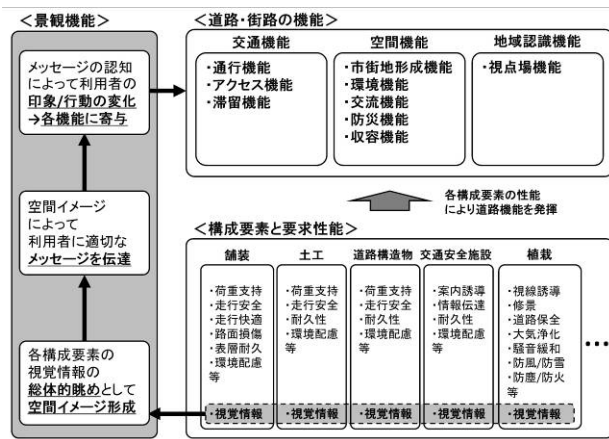 ＜景観機能＞
メッセージの認知
によって利用者の
印象/行動の変化
→各機能に寄与
空間イメージ
によって
利用者に適切な
メッセージを伝達
各構成要素の
視覚情報の
総体的眺めとして
空間イメージ形成
＜道路・街路の機能＞
交通機能
・通行機能
・アクセス機能
・滞留機能
空間機能
・市街地形成機能
・環境機能
・交流機能
・防災機能
・収容機能
地域認識機能
・視点場機能
各構成要素の性能
により道路機能を発揮
＜構成要素と要求性能＞
舗装
・荷重支持
・走行安全
・走行快適
・路面損傷
・表層耐久
・環境配慮
等
・視覚情報
土工
・荷重支持
・走行安全
・耐久性
・環境配慮
等
・視覚情報
道路構造物
・荷重支持
・走行安全
・耐久性
・環境配慮
等
・視覚情報
交通安全施設
・案内誘導
・情報伝達
・耐久性
・環境配慮
等
・視覚情報
植栽
・視線誘導
・修景
・道路保全
・大気浄化
・騒音緩和
・防風/防雪
・防塵/防火
等
・視覚情報
…